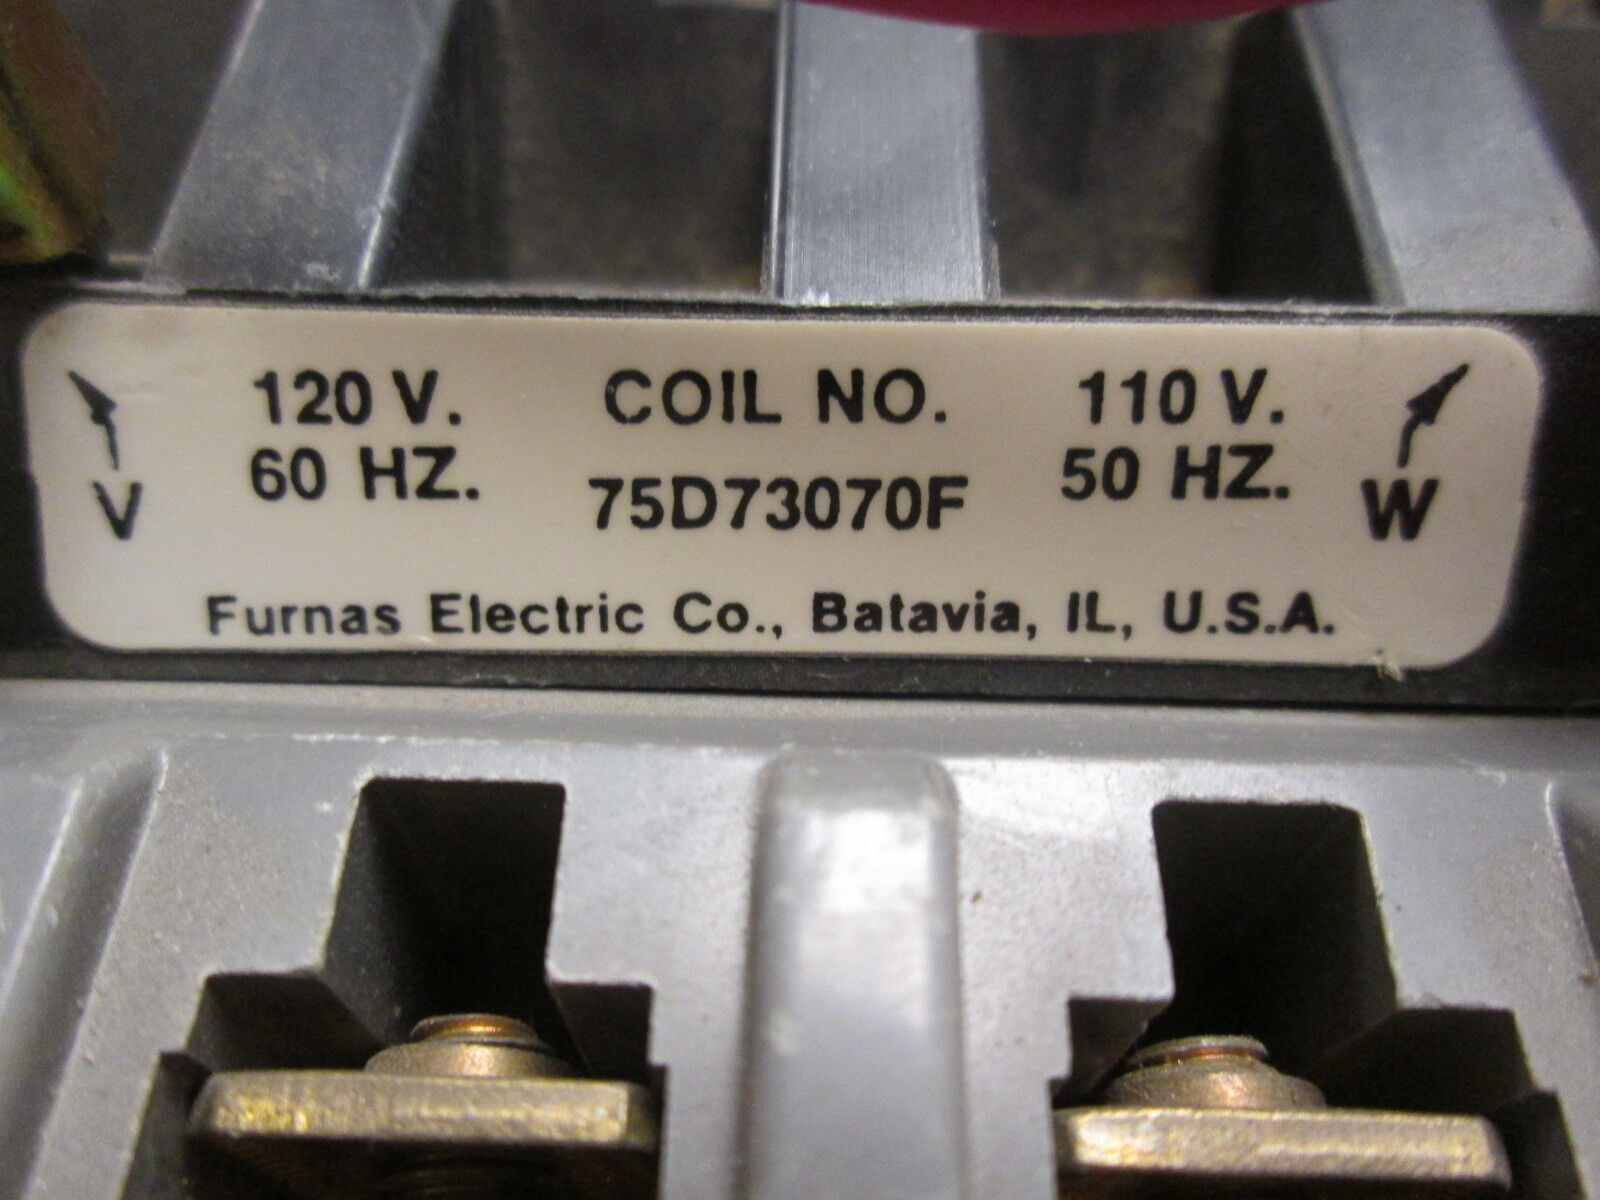 120 V. COIL NO. 110 V.
60 HZ. 75D73070F 50 HZ.
V W
Furnas Electric Co., Batavia, IL, U.S.A.